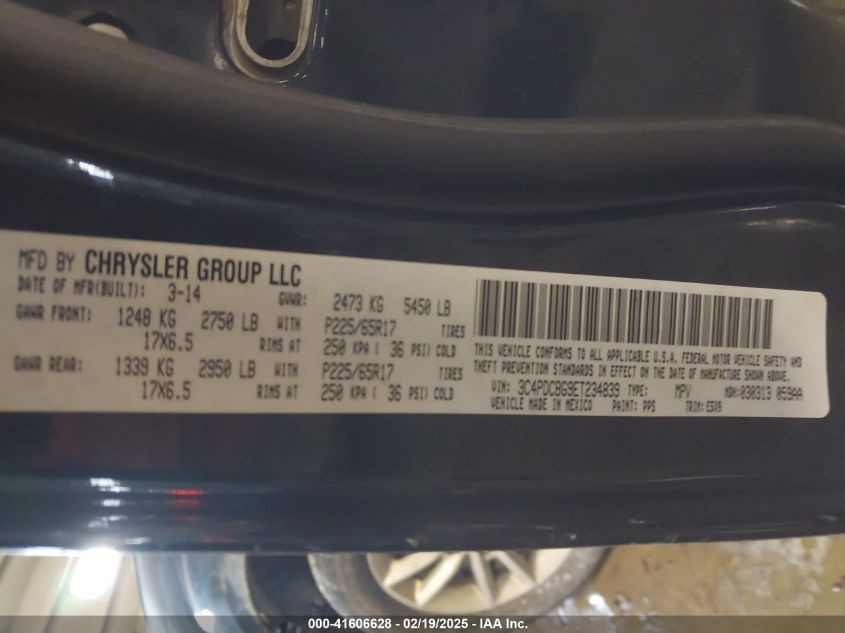 MFD BY CHRYSLER GROUP LLC
DATE OF MFR(BUILT): 3-14 GVWR: 2473 KG 5450 LB
GAWR FRONT: 1248 KG 2750 LB WITH P225/65R17 TIRES
17X6.5 RIMS AT 250 KPA ( 36 PSI) COLD
GAWR REAR: 1339 KG 2950 LB WITH P225/65R17 TIRES
17X6.5 RIMS AT 250 KPA ( 36 PSI) COLD
THIS VEHICLE CONFORMS TO ALL APPLICABLE U.S.A. FEDERAL MOTOR VEHICLE SAFETY AND
THEFT PREVENTION STANDARDS IN EFFECT ON THE DATE OF MANUFACTURE SHOWN ABOVE.
VIN: 3C4PDCBG9ET234839 TYPE: MPV MDH:030313 059AA
VEHICLE MADE IN MEXICO PAINT: PPS TRIM: E5X9
000-41606628 - 02/19/2025 - IAA Inc.